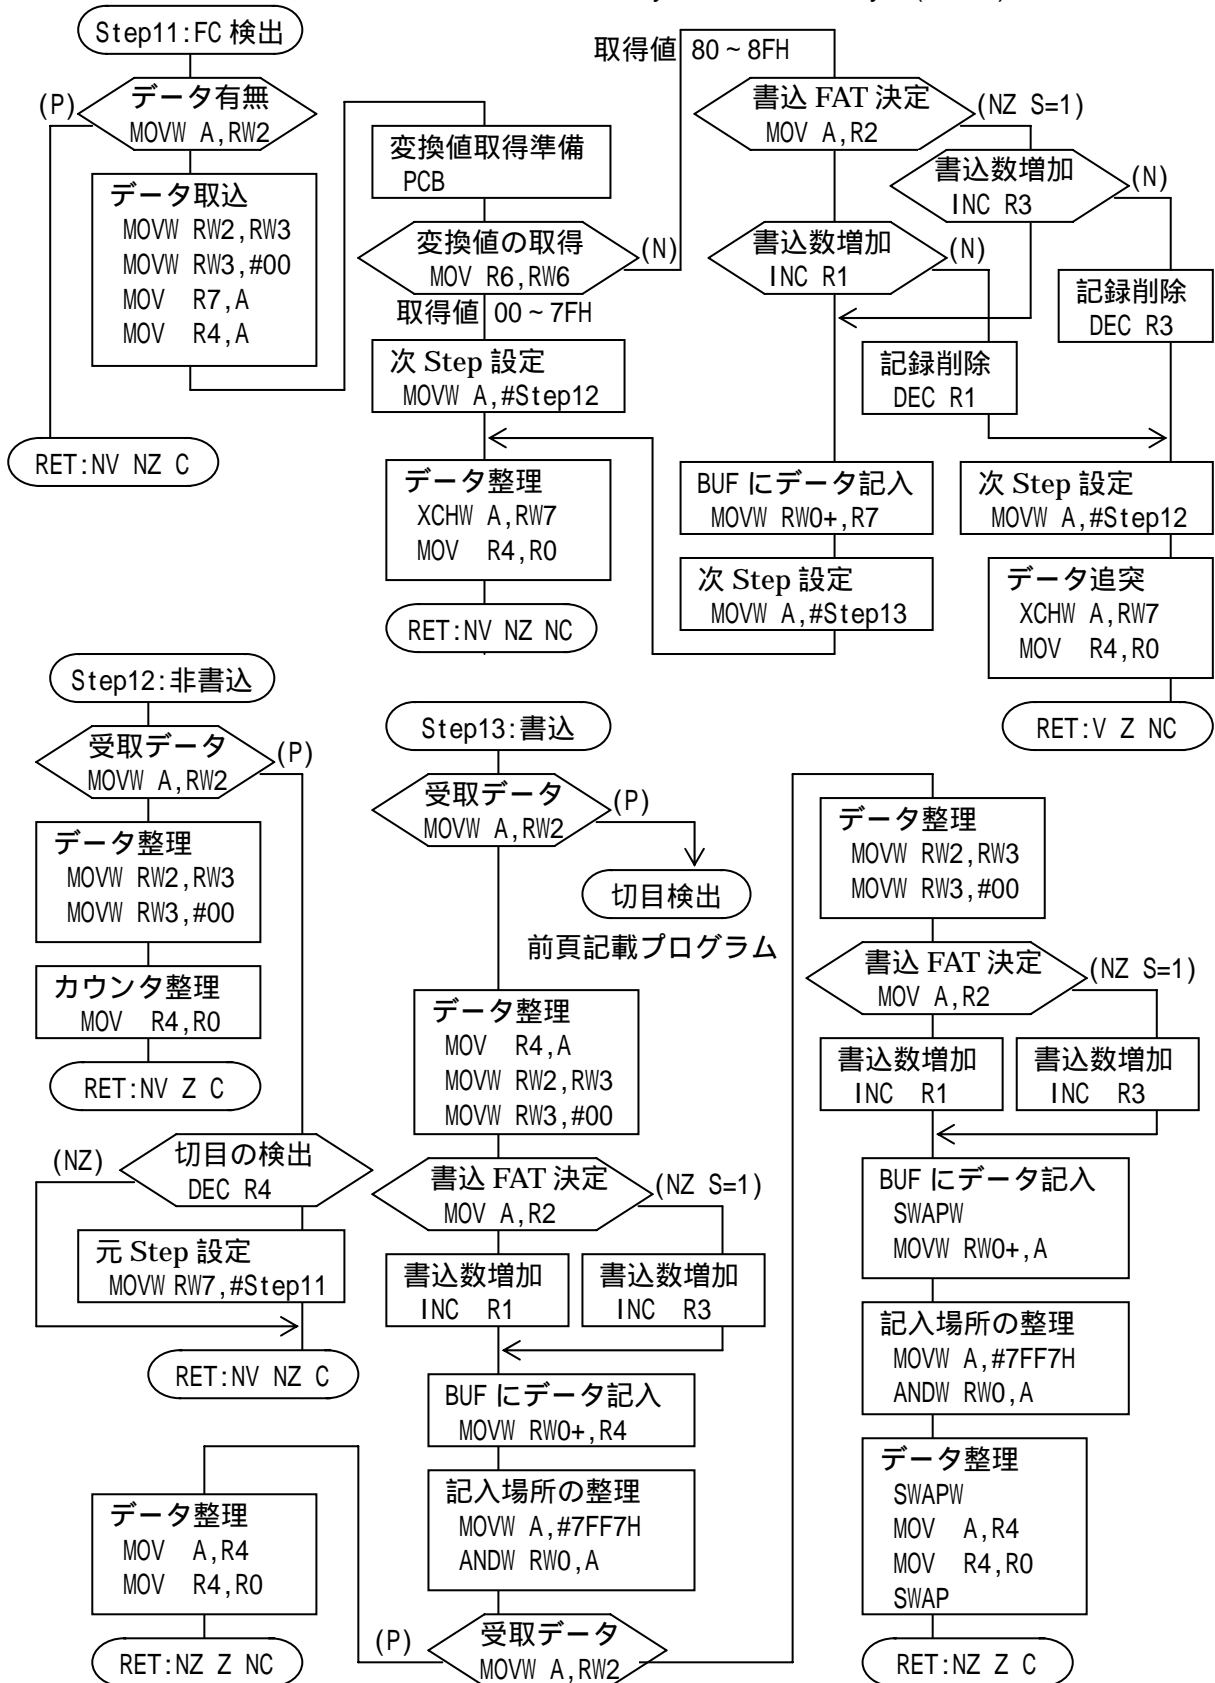 Step11:FC 検出
データ有無
MOVW A,RW2
(P)
データ取込
MOVW RW2,RW3
MOVW RW3,#00
MOV R7,A
MOV R4,A
RET:NV NZ C
変換値取得準備
PCB
変換値の取得
MOV R6,RW6
(N)
取得値 00～7FH
次 Step 設定
MOVW A,#Step12
データ整理
XCHW A,RW7
MOV R4,R0
RET:NV NZ NC
取得値 80～8FH
書込 FAT 決定
MOV A,R2
(NZ S=1)
書込数増加
INC R3
(N)
書込数増加
INC R1
(N)
記録削除
DEC R3
記録削除
DEC R1
BUF にデータ記入
MOVW RW0+,R7
次 Step 設定
MOVW A,#Step13
次 Step 設定
MOVW A,#Step12
データ追突
XCHW A,RW7
MOV R4,R0
RET:V Z NC
Step12:非書込
受取データ
MOVW A,RW2
(P)
データ整理
MOVW RW2,RW3
MOVW RW3,#00
カウンタ整理
MOV R4,R0
RET:NV Z C
(NZ)
切目の検出
DEC R4
元 Step 設定
MOVW RW7,#Step11
RET:NV NZ C
Step13:書込
受取データ
MOVW A,RW2
(P)
切目検出
前頁記載プログラム
データ整理
MOV R4,A
MOVW RW2,RW3
MOVW RW3,#00
書込 FAT 決定
MOV A,R2
(NZ S=1)
書込数増加
INC R1
書込数増加
INC R3
BUF にデータ記入
MOVW RW0+,R4
記入場所の整理
MOVW A,#7FF7H
ANDW RW0,A
受取データ
MOVW A,RW2
(P)
データ整理
MOV A,R4
MOV R4,R0
RET:NZ Z NC
データ整理
MOVW RW2,RW3
MOVW RW3,#00
書込 FAT 決定
MOV A,R2
(NZ S=1)
書込数増加
INC R1
書込数増加
INC R3
BUF にデータ記入
SWAPW
MOVW RW0+,A
記入場所の整理
MOVW A,#7FF7H
ANDW RW0,A
データ整理
SWAPW
MOV A,R4
MOV R4,R0
SWAP
RET:NZ Z C